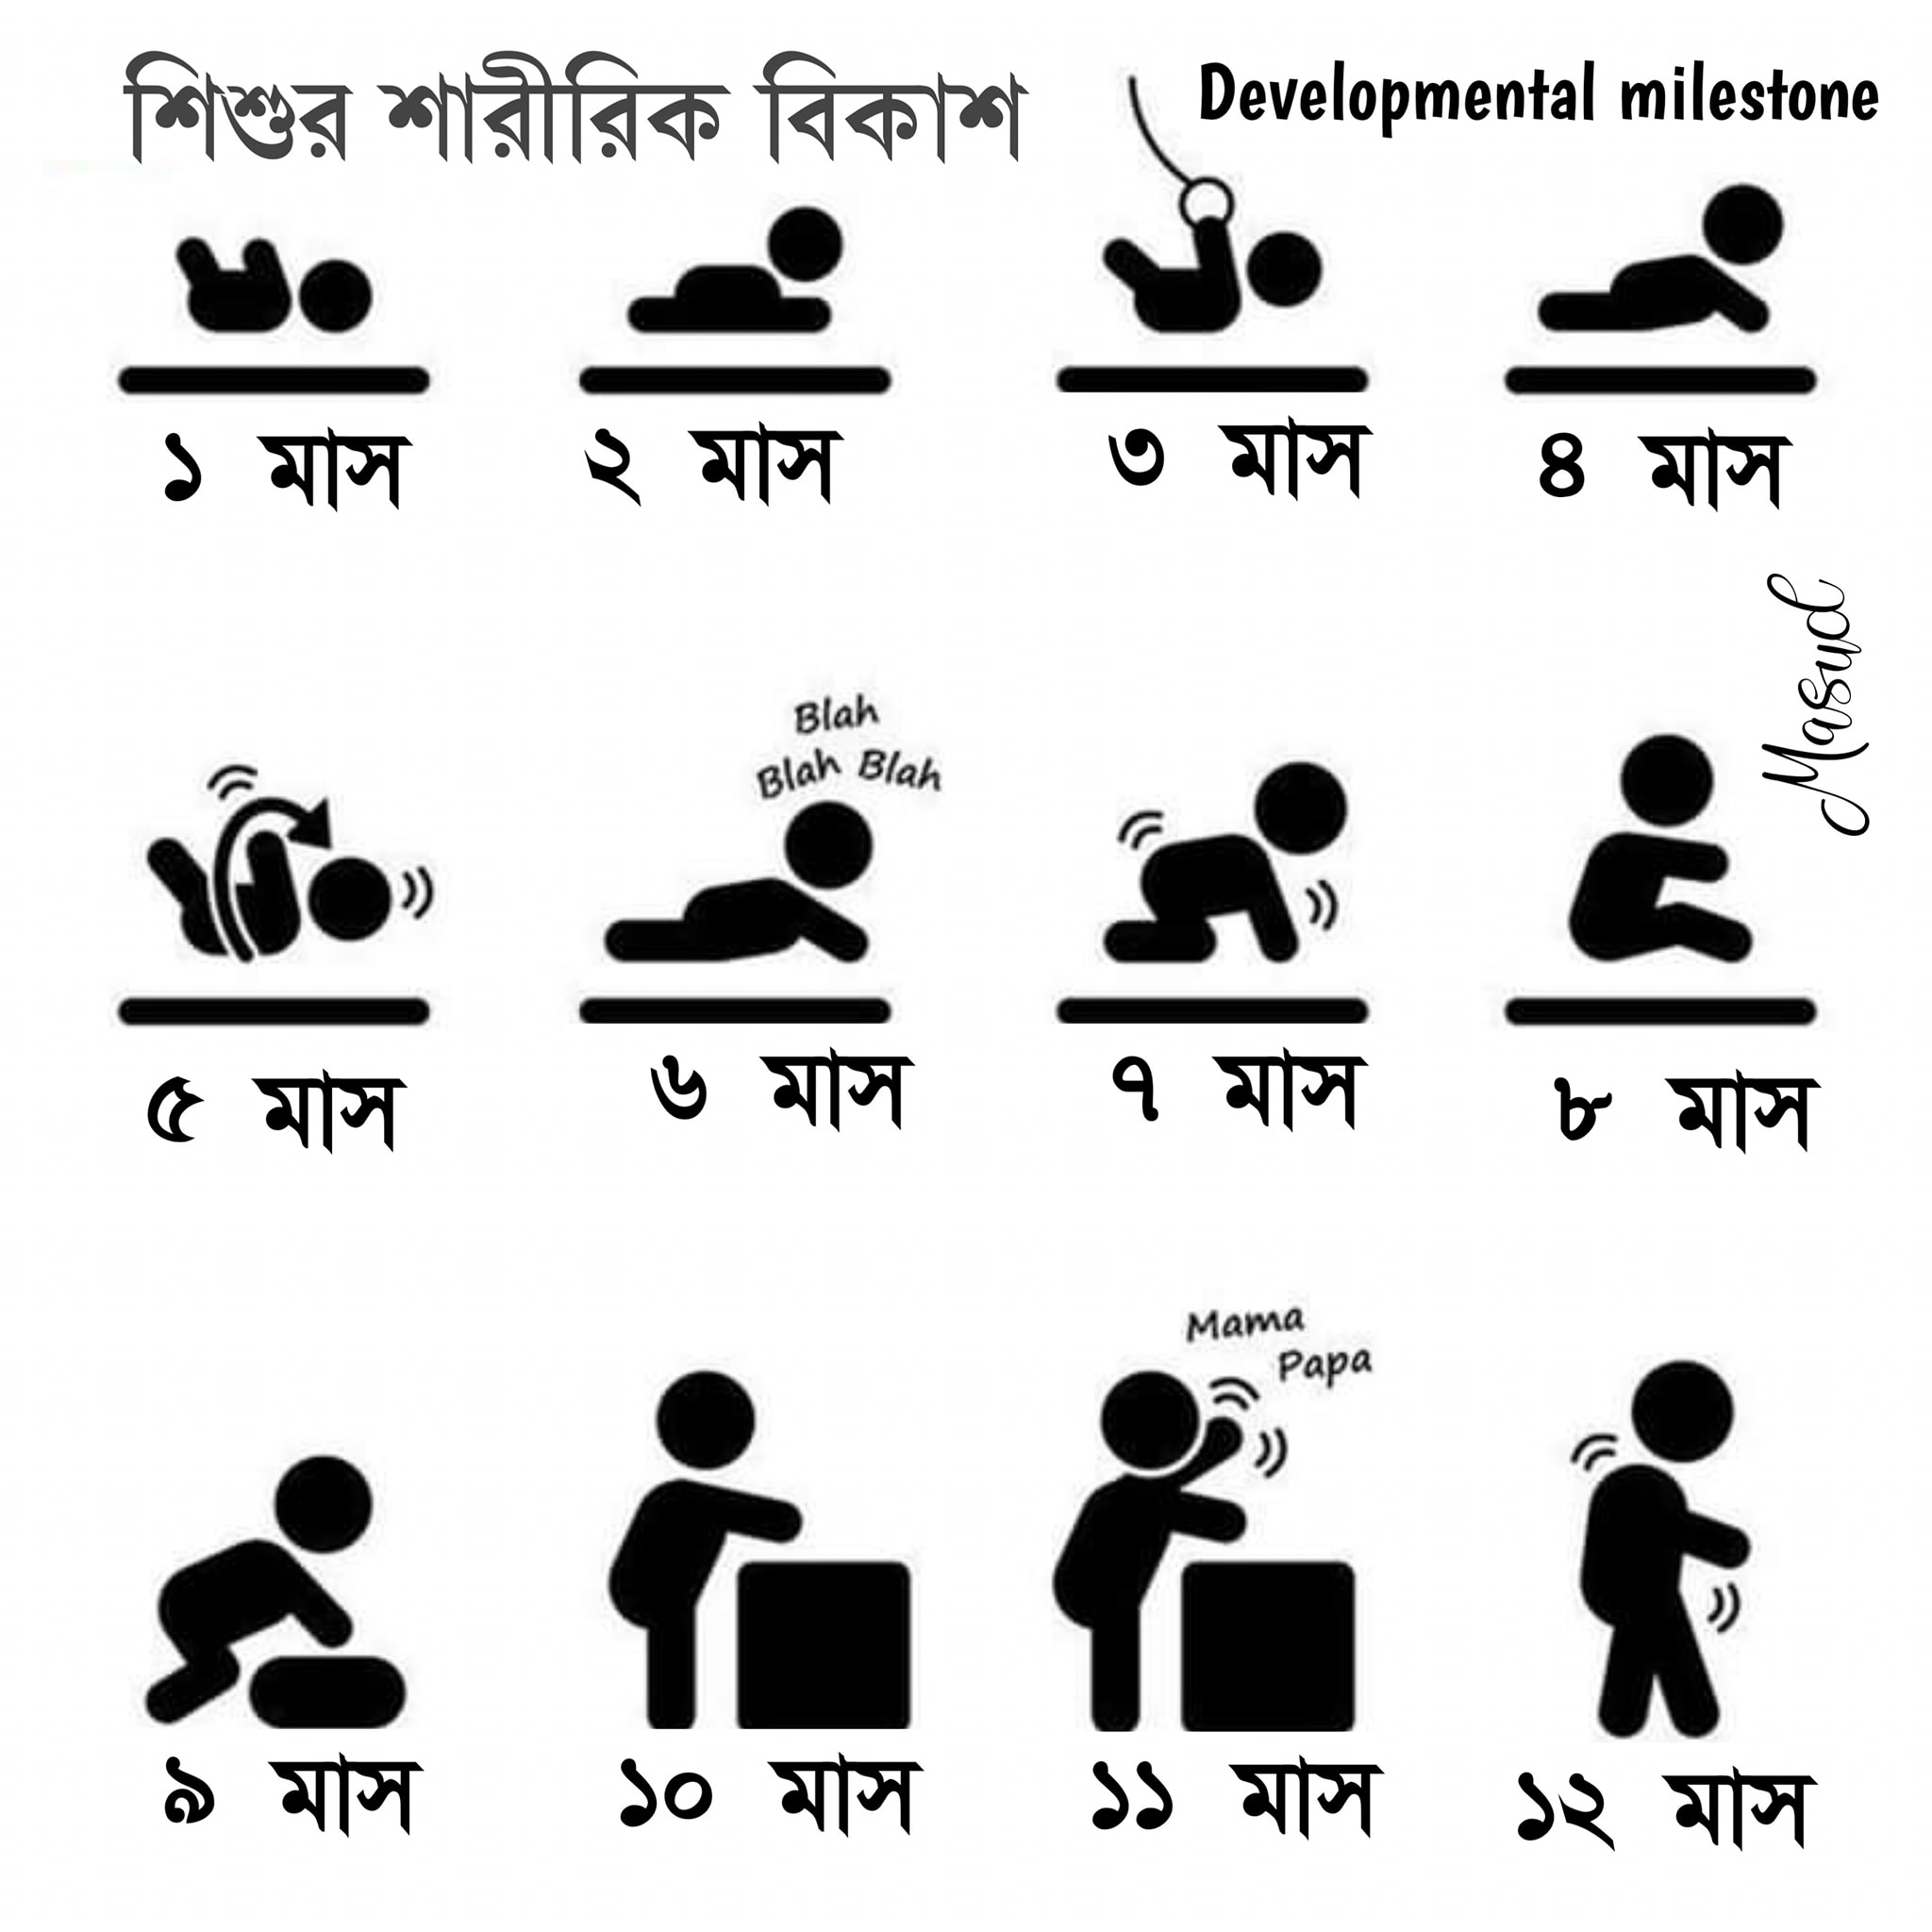 শিশুর শারীরিক বিকাশ
Developmental milestone
১ মাস
২ মাস
৩ মাস
৪ মাস
Masud
Blah
Blah Blah
৫ মাস
৬ মাস
৭ মাস
৮ মাস
Mama
Papa
৯ মাস
১০ মাস
১১ মাস
১২ মাস